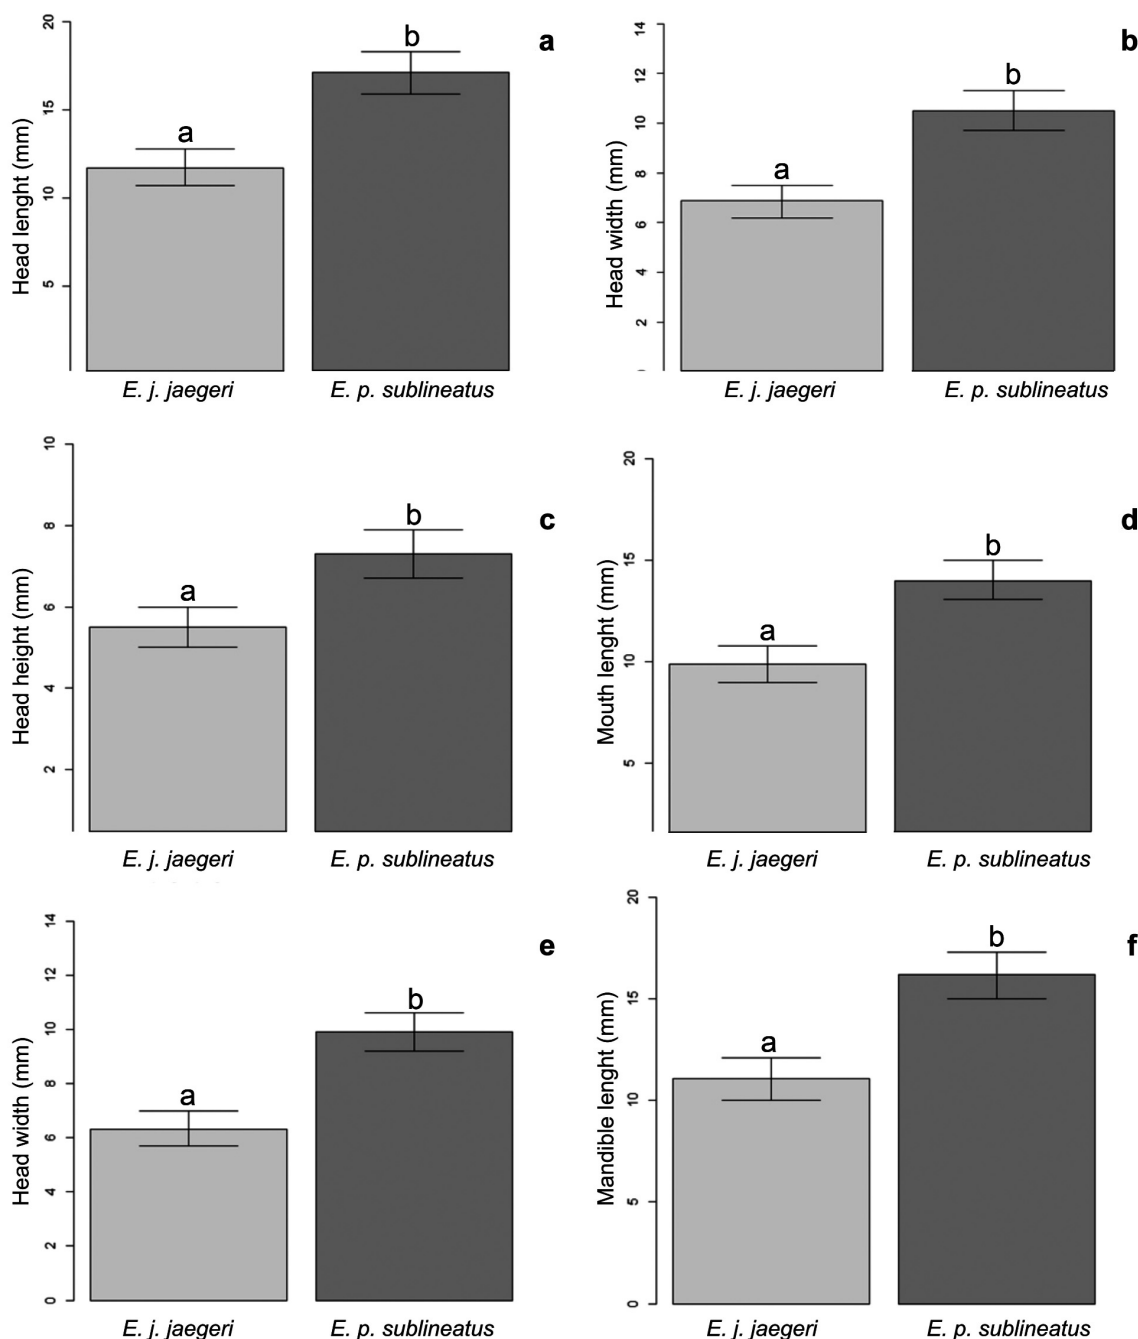 20
15
10
5
Head lenght (mm)
a
b
a
E. j. jaegeri
E. p. sublineatus
14
12
10
8
6
4
2
Head width (mm)
a
b
b
E. j. jaegeri
E. p. sublineatus
10
8
6
4
2
Head height (mm)
a
b
c
E. j. jaegeri
E. p. sublineatus
20
15
10
5
Mouth lenght (mm)
a
b
d
E. j. jaegeri
E. p. sublineatus
14
12
10
8
6
4
2
0
Head width (mm)
a
b
e
E. j. jaegeri
E. p. sublineatus
20
15
10
5
0
Mandible lenght (mm)
a
b
f
E. j. jaegeri
E. p. sublineatus